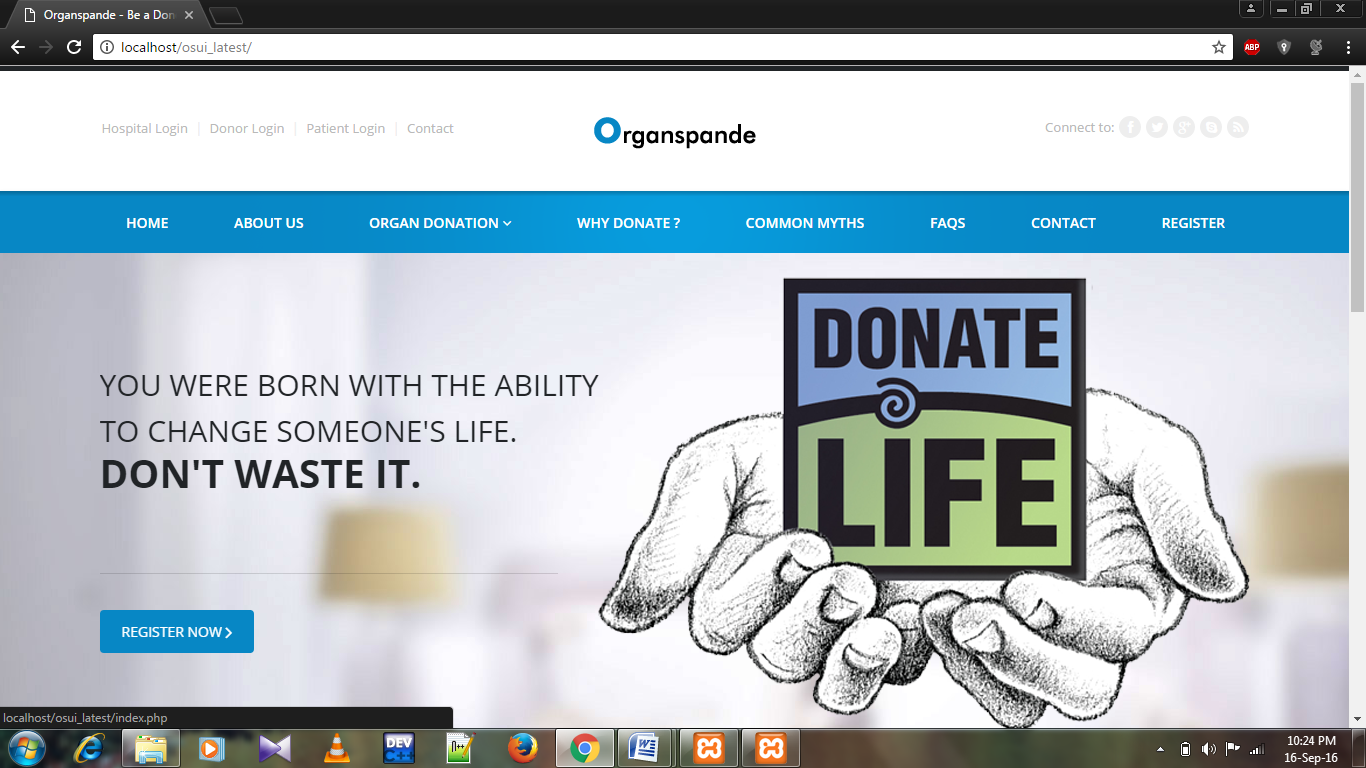 Organspande - Be a Don
localhost/osui_latest/
ABP
Hospital Login | Donor Login | Patient Login | Contact
Organspande
Connect to:
HOME ABOUT US ORGAN DONATION WHY DONATE ? COMMON MYTHS FAQS CONTACT REGISTER
YOU WERE BORN WITH THE ABILITY
TO CHANGE SOMEONE'S LIFE.
DON'T WASTE IT.
DONATE
LIFE
REGISTER NOW
localhost/osui_latest/index.php
DEV
C++
10:24 PM
16-Sep-16